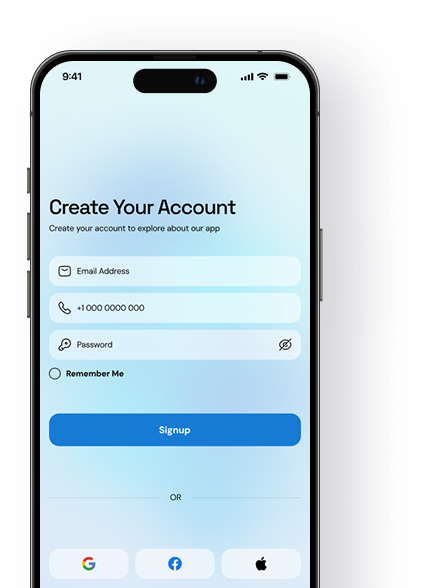 9:41
Create Your Account
Create your account to explore about our app
Email Address
+1 000 0000 000
Password
Remember Me
Signup
OR